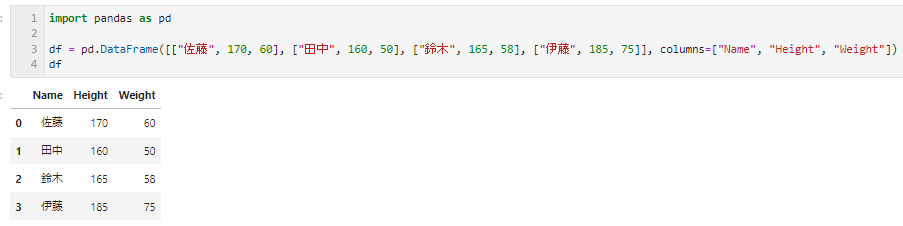 1 import pandas as pd
2
3 df = pd.DataFrame([["佐藤", 170, 60], ["田中", 160, 50], ["鈴木", 165, 58], ["伊藤", 185, 75]], columns=["Name", "Height", "Weight"])
4 df
Name Height Weight
0 佐藤 170 60
1 田中 160 50
2 鈴木 165 58
3 伊藤 185 75